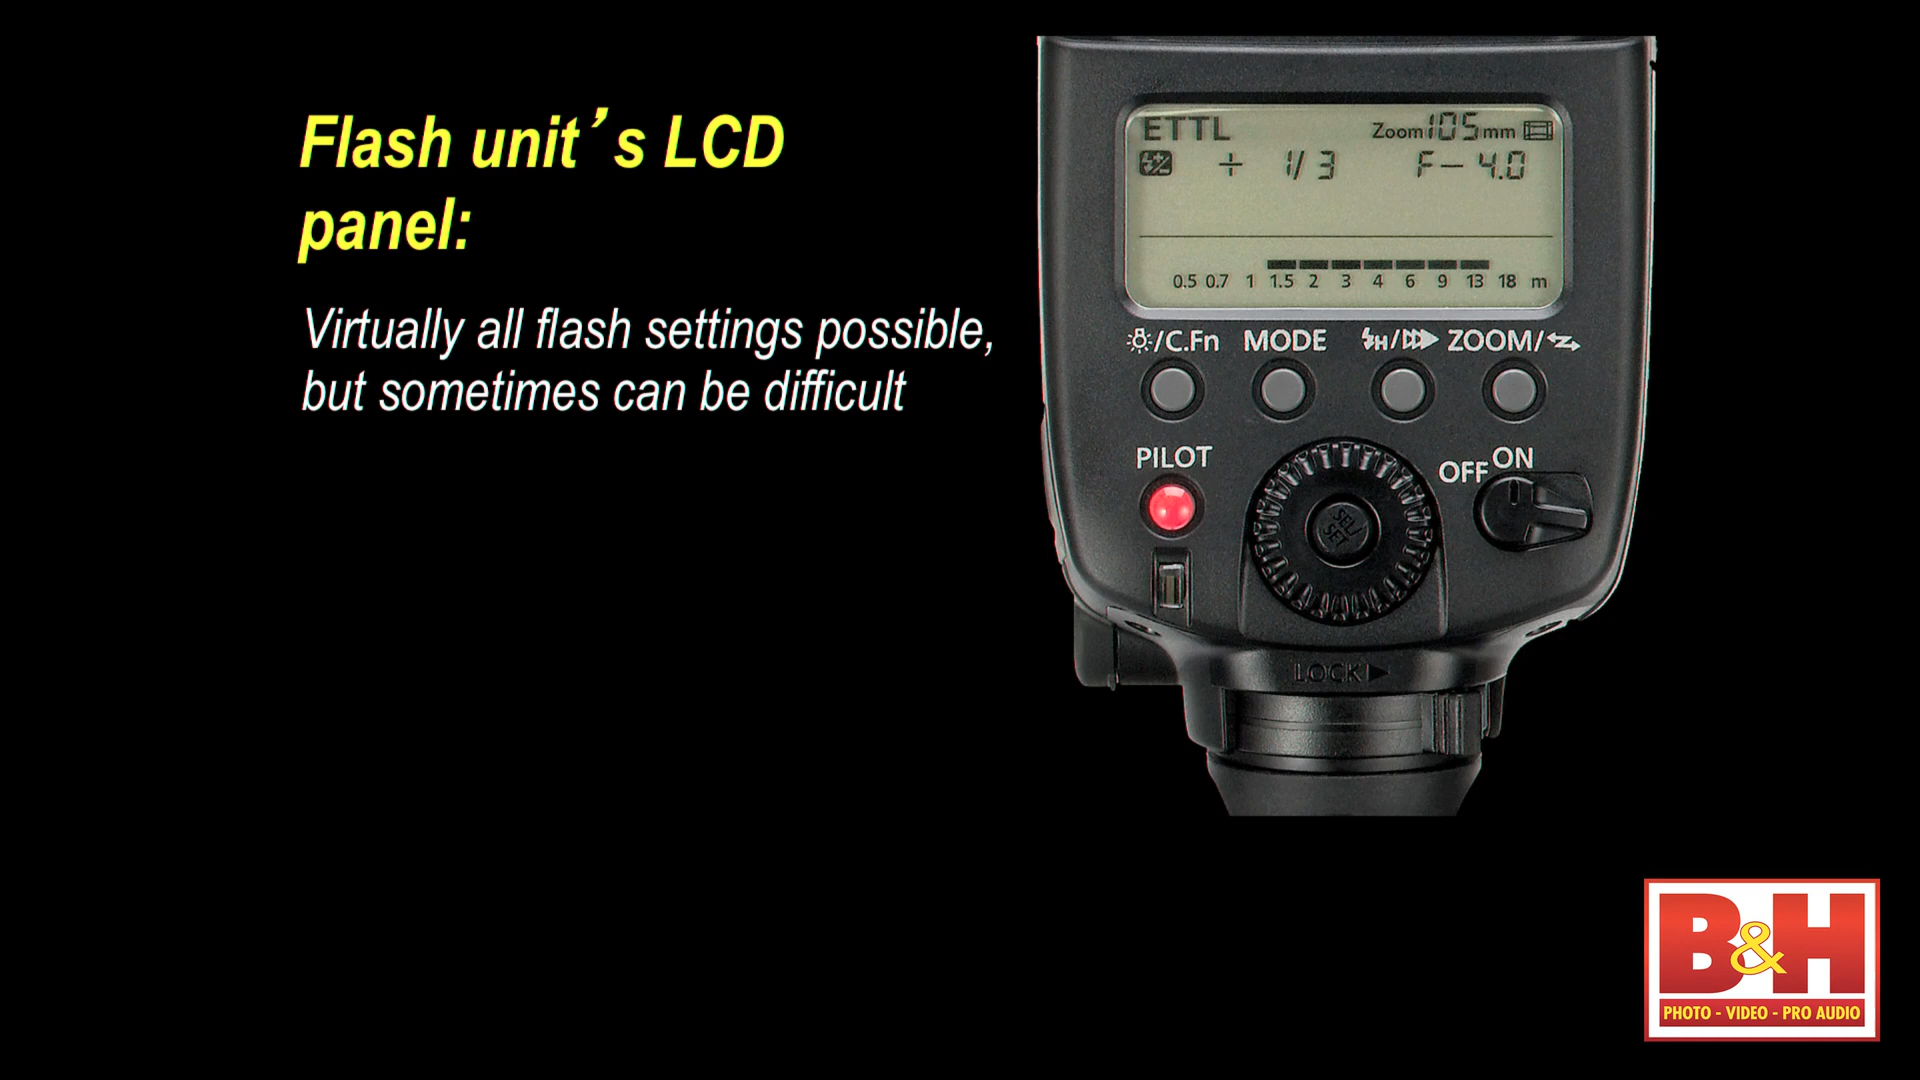 Flash unit’s LCD
panel:
Virtually all flash settings possible,
but sometimes can be difficult
ETTL Zoom 105 mm
+ 1/3 F- 4.0
0.5 0.7 1 1.5 2 3 4 6 9 13 18 m
/C.Fn MODE H/ ZOOM/
PILOT OFF ON
SEL/
SET
LOCK
B&H
PHOTO - VIDEO - PRO AUDIO